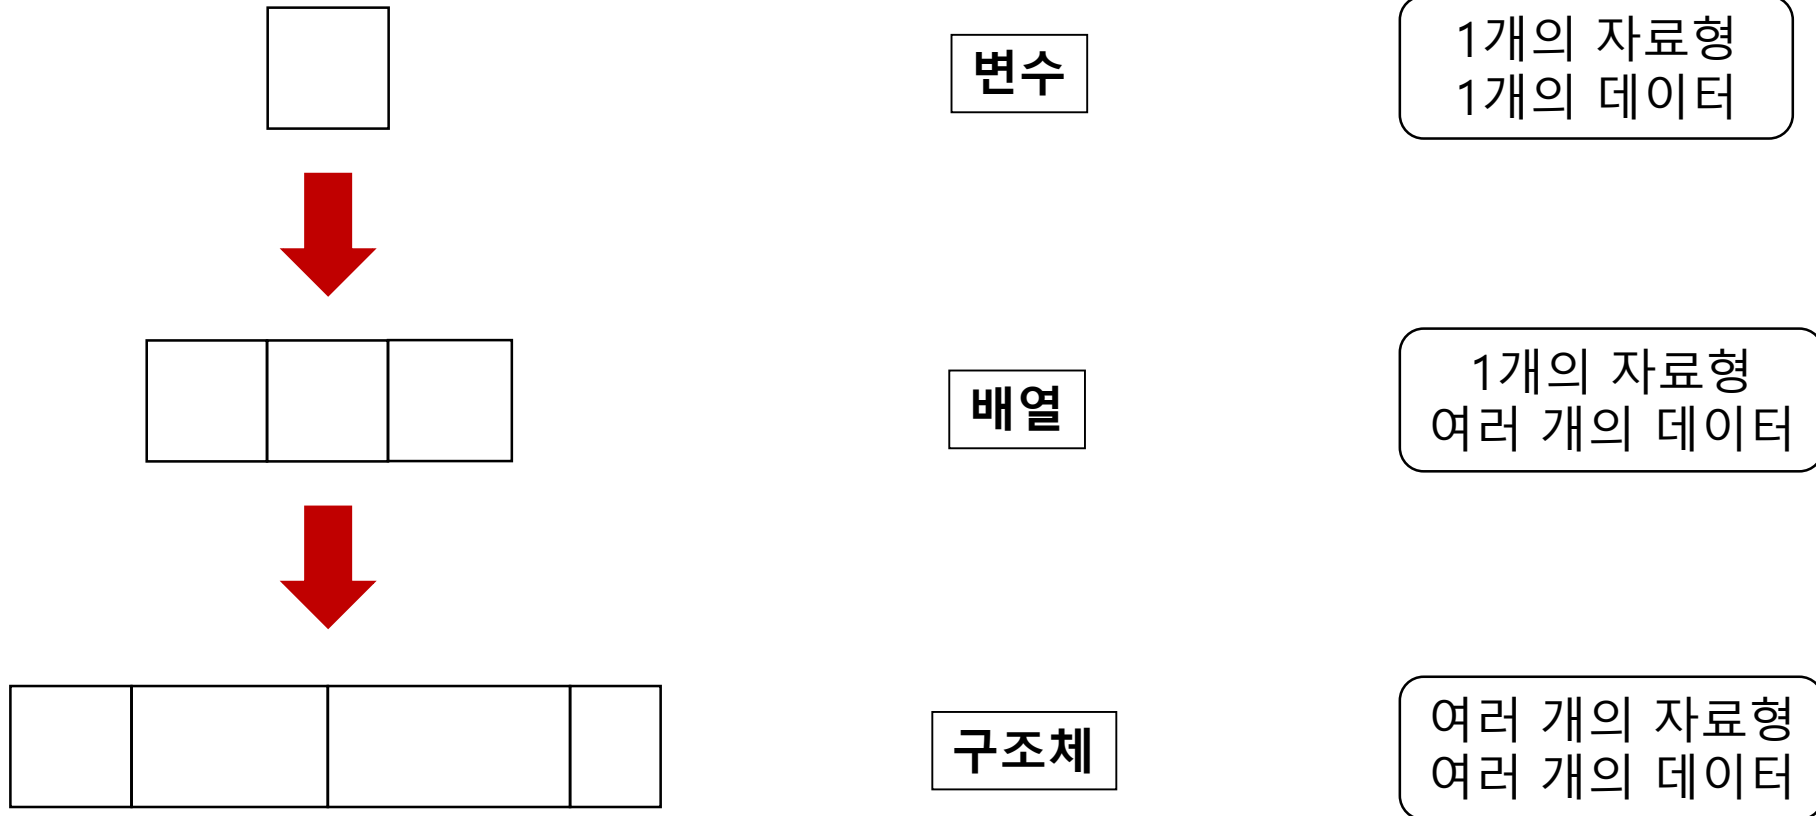 변수
1개의 자료형
1개의 데이터
배열
1개의 자료형
여러 개의 데이터
구조체
여러 개의 자료형
여러 개의 데이터